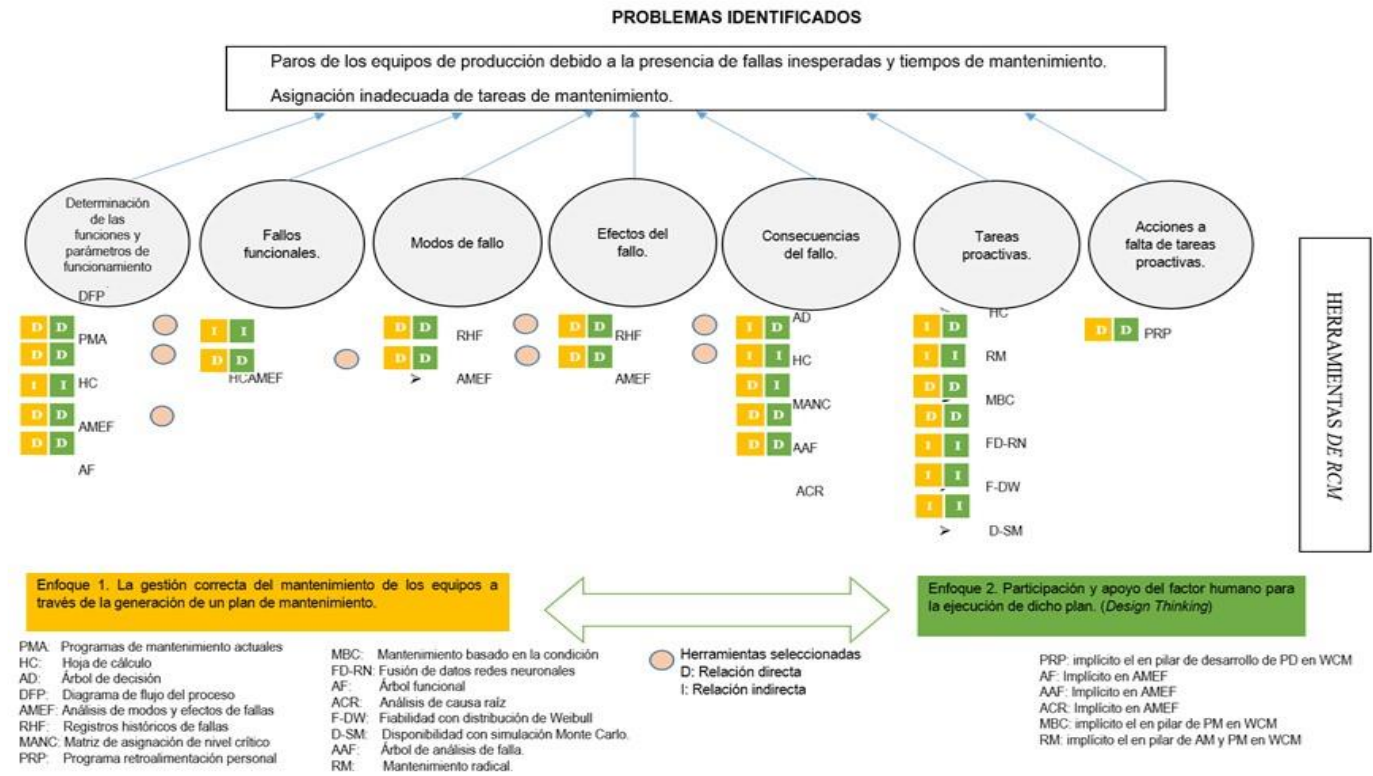 PROBLEMAS IDENTIFICADOS
Paros de los equipos de producción debido a la presencia de fallas inesperadas y tiempos de mantenimiento.
Asignación inadecuada de tareas de mantenimiento.
Determinación
de las
funciones y
parámetros de
funcionamiento
Fallos
funcionales.
Modos de fallo
Efectos del
fallo.
Consecuencias
del fallo.
Tareas
proactivas.
Acciones a
falta de tareas
proactivas.
DFP
D D
PMA
D D
I I HC
D D
AMEF
D D
AF
I I
D D
HCAMEF
D D
RHF
D D
AMEF
D D
RHF
D D
AMEF
AD
I D
I I HC
D I
MANC
D D
D D AAF
ACR
HC
I D
I I RM
D D
MBC
D D
I I FD-RN
I I
F-DW
I I
D-SM
D D PRP
HERRAMIENTAS DE RCM
Enfoque 1. La gestión correcta del mantenimiento de los equipos a
través de la generación de un plan de mantenimiento.
Enfoque 2. Participación y apoyo del factor humano para
la ejecución de dicho plan. (Design Thinking)
PMA: Programas de mantenimiento actuales
HC: Hoja de cálculo
AD: Árbol de decisión
DFP: Diagrama de flujo del proceso
AMEF: Análisis de modos y efectos de fallas
RHF: Registros históricos de fallas
MANC: Matriz de asignación de nivel crítico
PRP: Programa retroalimentación personal
MBC: Mantenimiento basado en la condición
FD-RN: Fusión de datos redes neuronales
AF: Árbol funcional
ACR: Análisis de causa raíz
F-DW: Fiabilidad con distribución de Weibull
D-SM: Disponibilidad con simulación Monte Carlo.
AAF: Árbol de análisis de falla.
RM: Mantenimiento radical.
Herramientas seleccionadas
D: Relación directa
I: Relación indirecta
PRP: implícito el en pilar de desarrollo de PD en WCM
AF: Implícito en AMEF
AAF: Implícito en AMEF
ACR: Implícito en AMEF
MBC: implícito el en pilar de PM en WCM
RM: implícito el en pilar de AM y PM en WCM